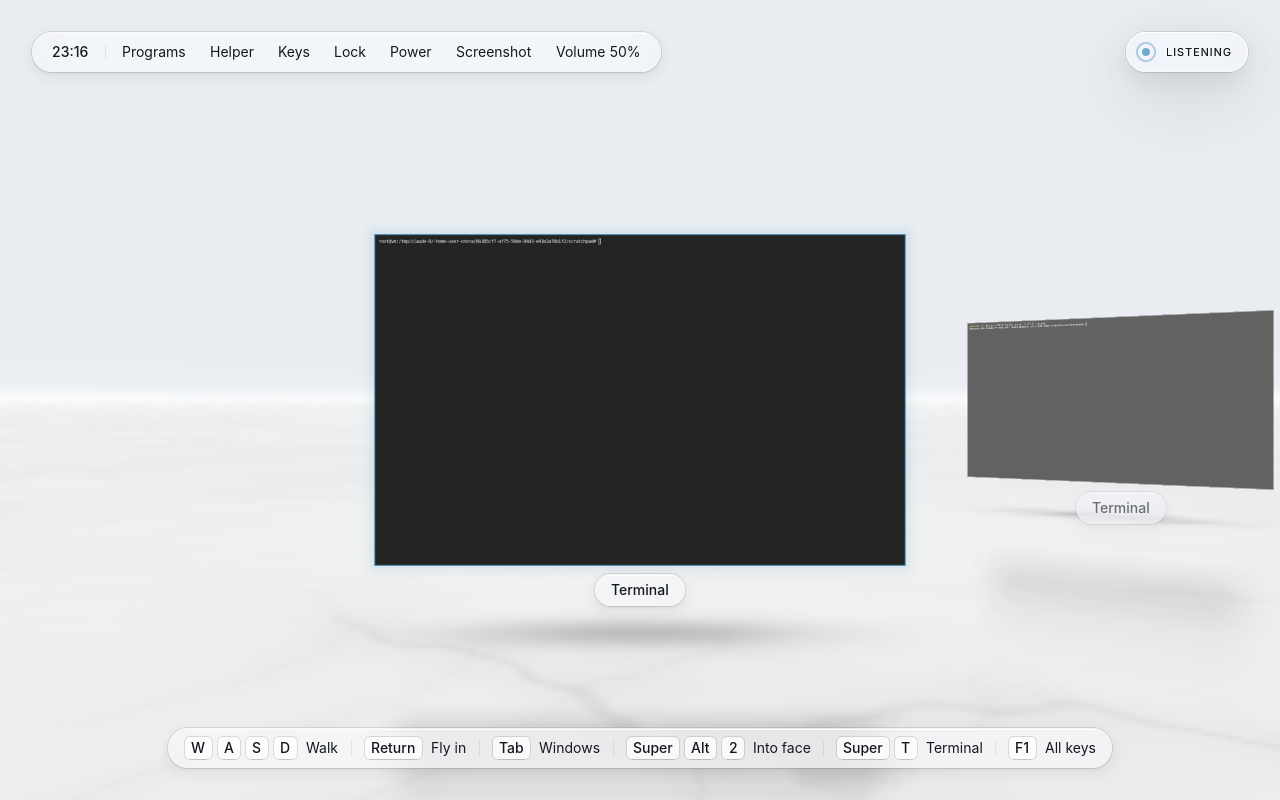 23:16 Programs Helper Keys Lock Power Screenshot Volume 50%
LISTENING
Terminal
Terminal
W A S D Walk Return Fly in Tab Windows Super Alt 2 Into face Super T Terminal F1 All keys